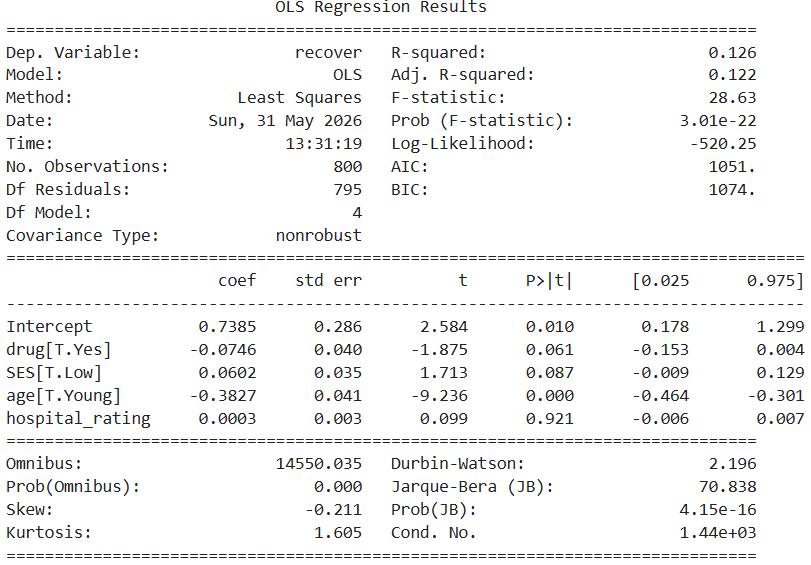 OLS Regression Results
==============================================================================
Dep. Variable:                recover   R-squared:                       0.126
Model:                            OLS   Adj. R-squared:                  0.122
Method:                 Least Squares   F-statistic:                     28.63
Date:                Sun, 31 May 2026   Prob (F-statistic):           3.01e-22
Time:                        13:31:19   Log-Likelihood:                -520.25
No. Observations:                 800   AIC:                             1051.
Df Residuals:                     795   BIC:                             1074.
Df Model:                           4
Covariance Type:            nonrobust
===================================================================================
                      coef    std err          t      P>|t|      [0.025      0.975]
-----------------------------------------------------------------------------------
Intercept           0.7385      0.286      2.584      0.010       0.178       1.299
drug[T.Yes]        -0.0746      0.040     -1.875      0.061      -0.153       0.004
SES[T.Low]          0.0602      0.035      1.713      0.087      -0.009       0.129
age[T.Young]       -0.3827      0.041     -9.236      0.000      -0.464      -0.301
hospital_rating     0.0003      0.003      0.099      0.921      -0.006       0.007
==============================================================================
Omnibus:                    14550.035   Durbin-Watson:                   2.196
Prob(Omnibus):                  0.000   Jarque-Bera (JB):               70.838
Skew:                          -0.211   Prob(JB):                     4.15e-16
Kurtosis:                       1.605   Cond. No.                     1.44e+03
==============================================================================